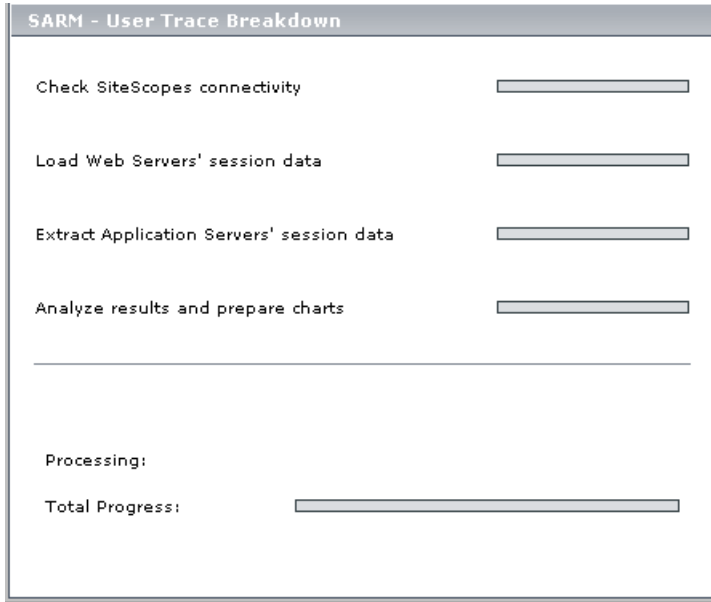 SARM - User Trace Breakdown
Check SiteScopes connectivity
Load Web Servers' session data
Extract Application Servers' session data
Analyze results and prepare charts
Processing:
Total Progress: